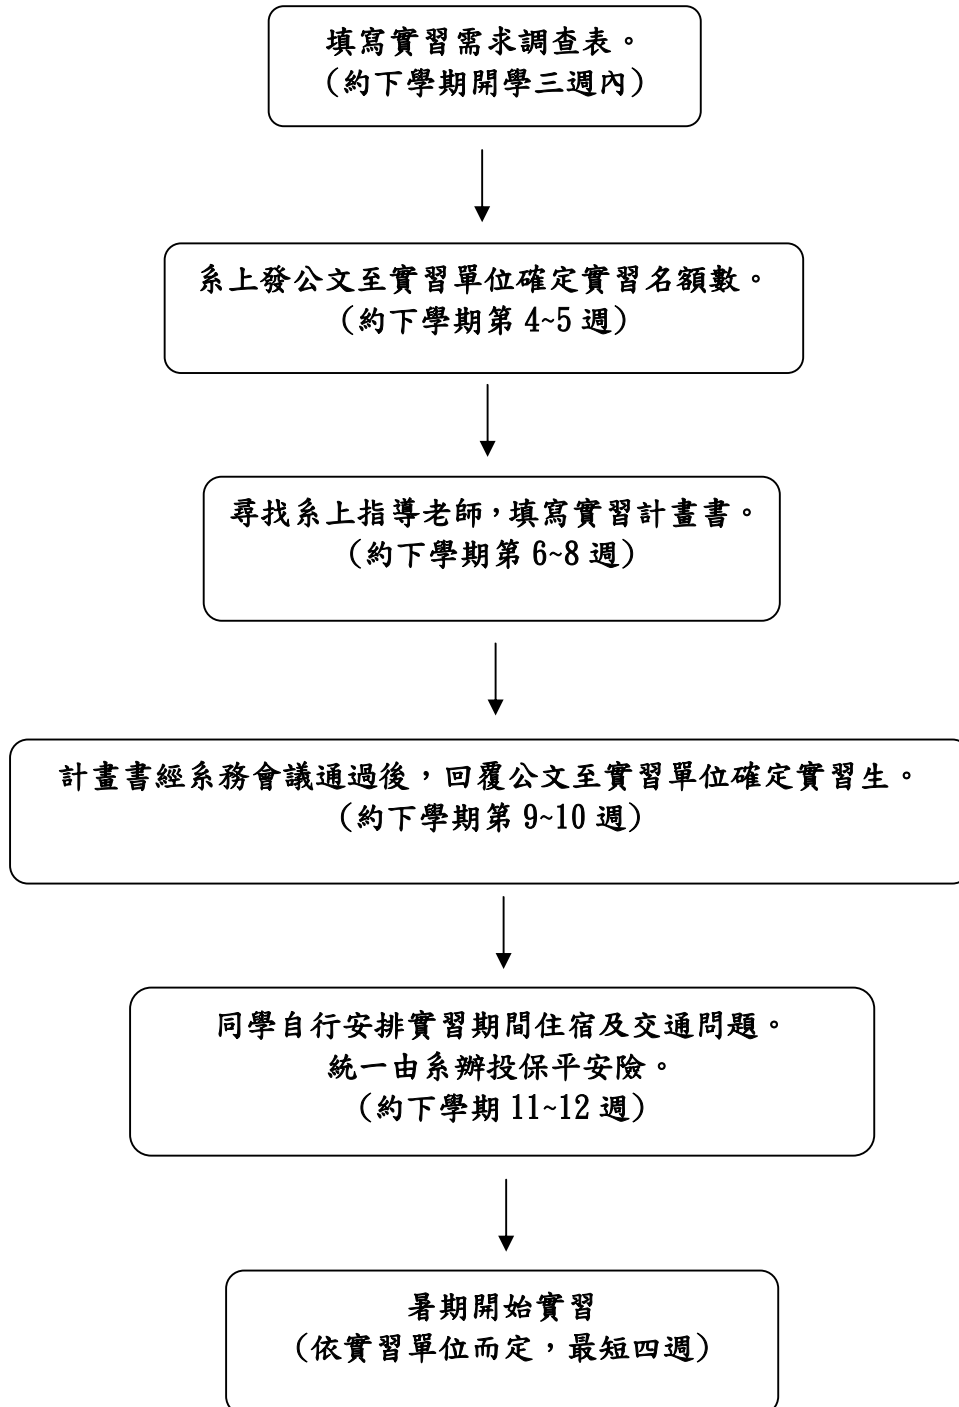 填寫實習需求調查表。
(約下學期開學三週內)
系上發公文至實習單位確定實習名額數。
(約下學期第 4~5 週)
尋找系上指導老師，填寫實習計畫書。
(約下學期第 6~8 週)
計畫書經系務會議通過後，回覆公文至實習單位確定實習生。
(約下學期第 9~10 週)
同學自行安排實習期間住宿及交通問題。
統一由系辦投保平安險。
(約下學期 11~12 週)
暑期開始實習
(依實習單位而定，最短四週)